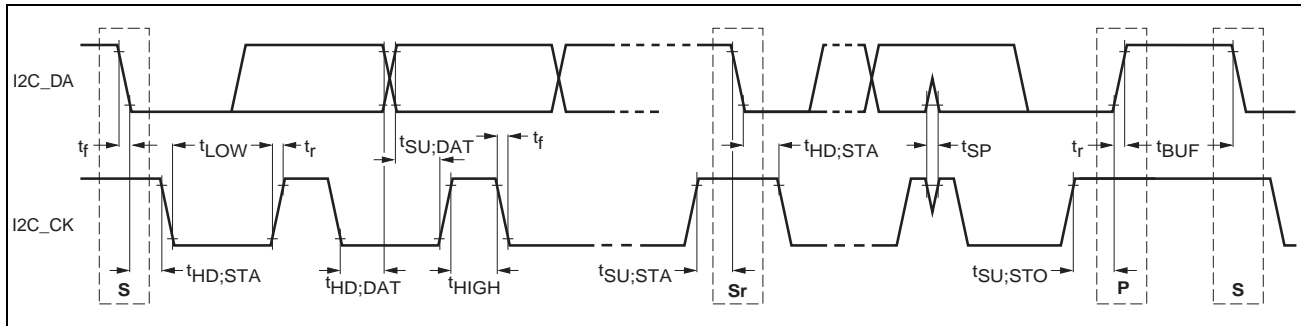 I2C_DA
tf
tLOW
tr
tSU;DAT
tf
tHD;STA
tSP
tr
tBUF
I2C_CK
S
tHD;STA
tHD;DAT
tHIGH
tSU;STA
Sr
tSU;STO
P
S